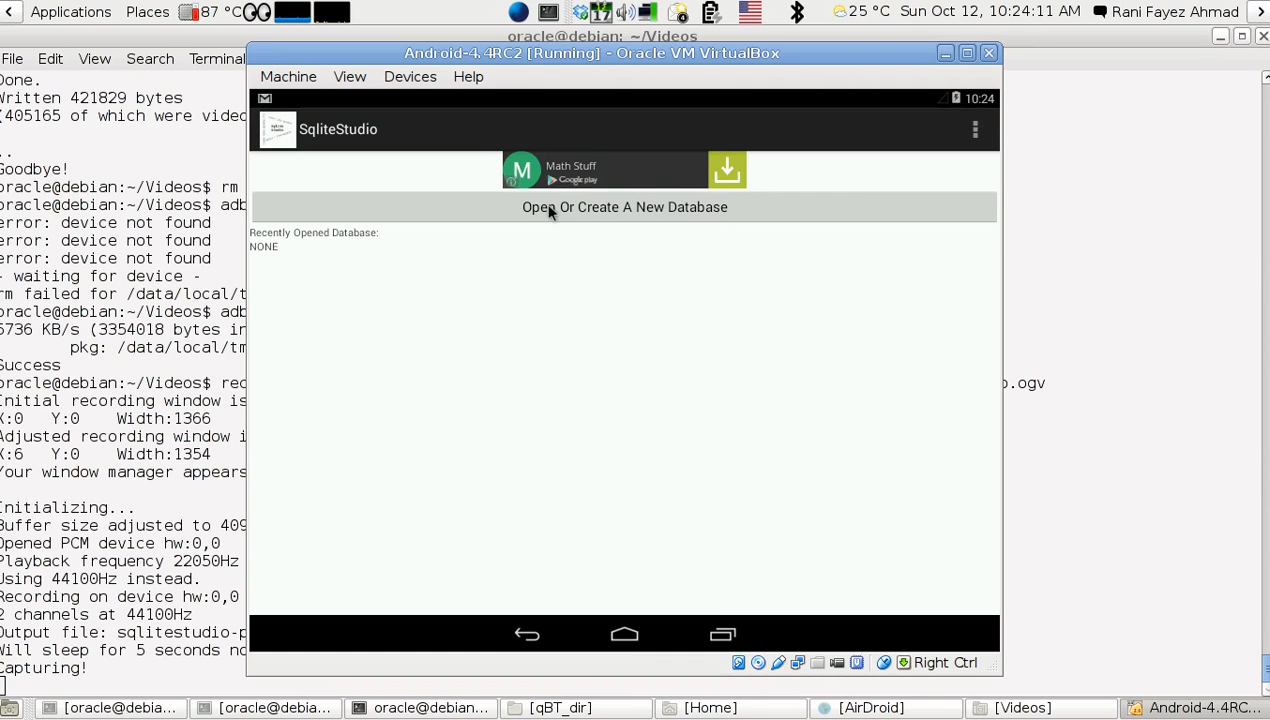 Applications Places 87 °C 17 25 °C Sun Oct 12, 10:24:11 AM Rani Fayez Ahmad
oracle@debian: ~/Videos
Android-4.4RC2 [Running] - Oracle VM VirtualBox
File Edit View Search Terminal
Machine View Devices Help
10:24
SqliteStudio
M Math Stuff
Google play
Open Or Create A New Database
Recently Opened Database:
NONE
Done.
Written 421829 bytes
(405165 of which were vide
..
Goodbye!
oracle@debian:~/Videos$ rm
oracle@debian:~/Videos$ adb
error: device not found
error: device not found
error: device not found
- waiting for device -
rm failed for /data/local/t
oracle@debian:~/Videos$ adb
5736 KB/s (3354018 bytes in
pkg: /data/local/tm
Success
oracle@debian:~/Videos$ rec o.ogv
Initial recording window is
X:0 Y:0 Width:1366
Adjusted recording window i
X:6 Y:0 Width:1354
Your window manager appears
Initializing...
Buffer size adjusted to 409
Opened PCM device hw:0,0
Playback frequency 22050Hz
Using 44100Hz instead.
Recording on device hw:0,0
2 channels at 44100Hz
Output file: sqlitestudio-p
Will sleep for 5 seconds no
Capturing!
Right Ctrl
[oracle@debia... [oracle@debia... oracle@debian... [qBT_dir] [Home] [AirDroid] [Videos] Android-4.4RC...